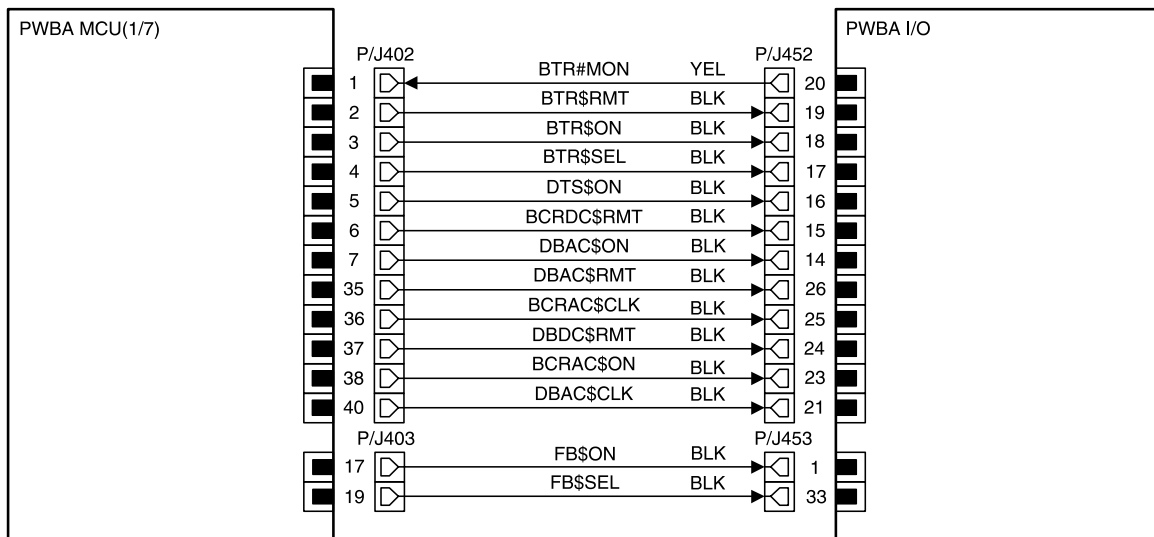 PWBA MCU(1/7) PWBA I/O
P/J402 P/J452
1 BTR#MON YEL 20
2 BTR$RMT BLK 19
3 BTR$ON BLK 18
4 BTR$SEL BLK 17
5 DTS$ON BLK 16
6 BCRDC$RMT BLK 15
7 DBAC$ON BLK 14
35 DBAC$RMT BLK 26
36 BCRAC$CLK BLK 25
37 DBDC$RMT BLK 24
38 BCRAC$ON BLK 23
40 DBAC$CLK BLK 21
P/J403 P/J453
17 FB$ON BLK 1
19 FB$SEL BLK 33